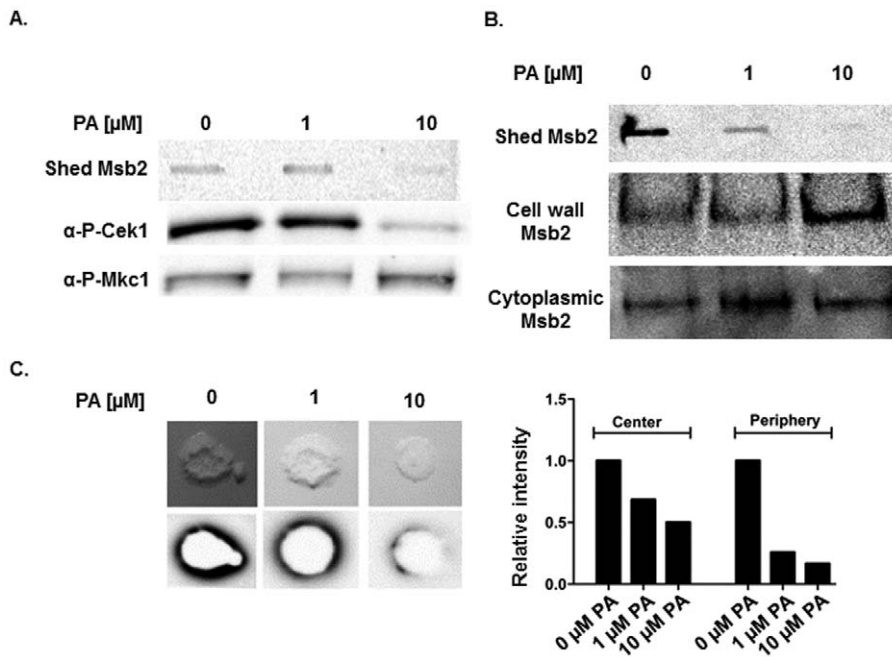 A.
PA [µM] 0 1 10
Shed Msb2
α-P-Cek1
α-P-Mkc1
B.
PA [µM] 0 1 10
Shed Msb2
Cell wall
Msb2
Cytoplasmic
Msb2
C.
PA [µM] 0 1 10
Relative intensity
1.5
1.0
0.5
0.0
Center
Periphery
0 µM PA
1 µM PA
10 µM PA
0 µM PA
1 µM PA
10 µM PA